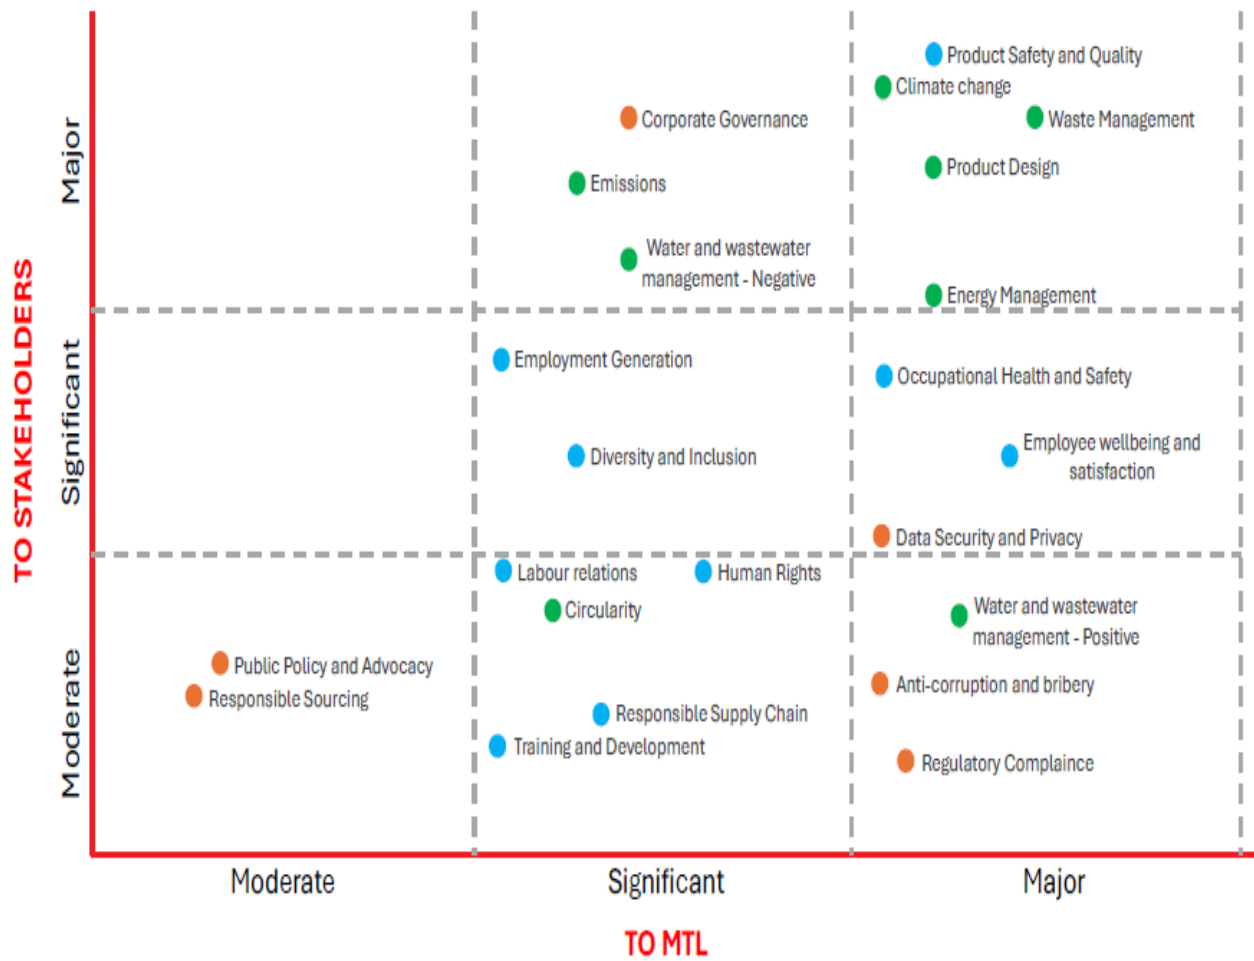 TO STAKEHOLDERS
Major
Significant
Moderate
Product Safety and Quality
Climate change
Corporate Governance
Waste Management
Product Design
Emissions
Water and wastewater
management - Negative
Energy Management
Employment Generation
Occupational Health and Safety
Diversity and Inclusion
Employee wellbeing and
satisfaction
Data Security and Privacy
Labour relations
Human Rights
Circularity
Water and wastewater
management - Positive
Public Policy and Advocacy
Responsible Sourcing
Anti-corruption and bribery
Responsible Supply Chain
Training and Development
Regulatory Complaince
Moderate
Significant
Major
TO MTL